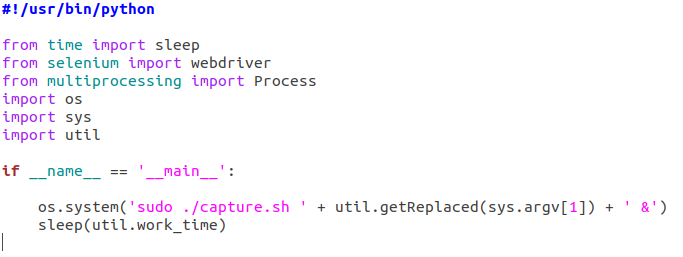 #!/usr/bin/python
from time import sleep
from selenium import webdriver
from multiprocessing import Process
import os
import sys
import util
if __name__ == '__main__':
os.system('sudo ./capture.sh ' + util.getReplaced(sys.argv[1]) + ' &')
sleep(util.work_time)